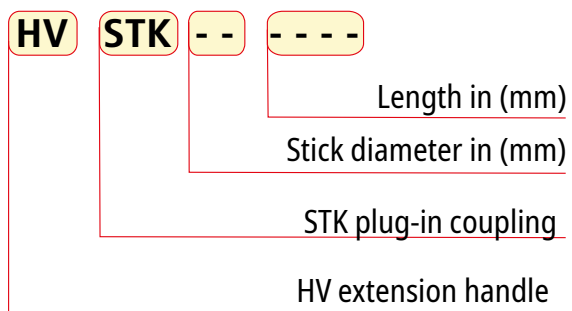 HV STK - - - - - -
Length in (mm)
Stick diameter in (mm)
STK plug-in coupling
HV extension handle